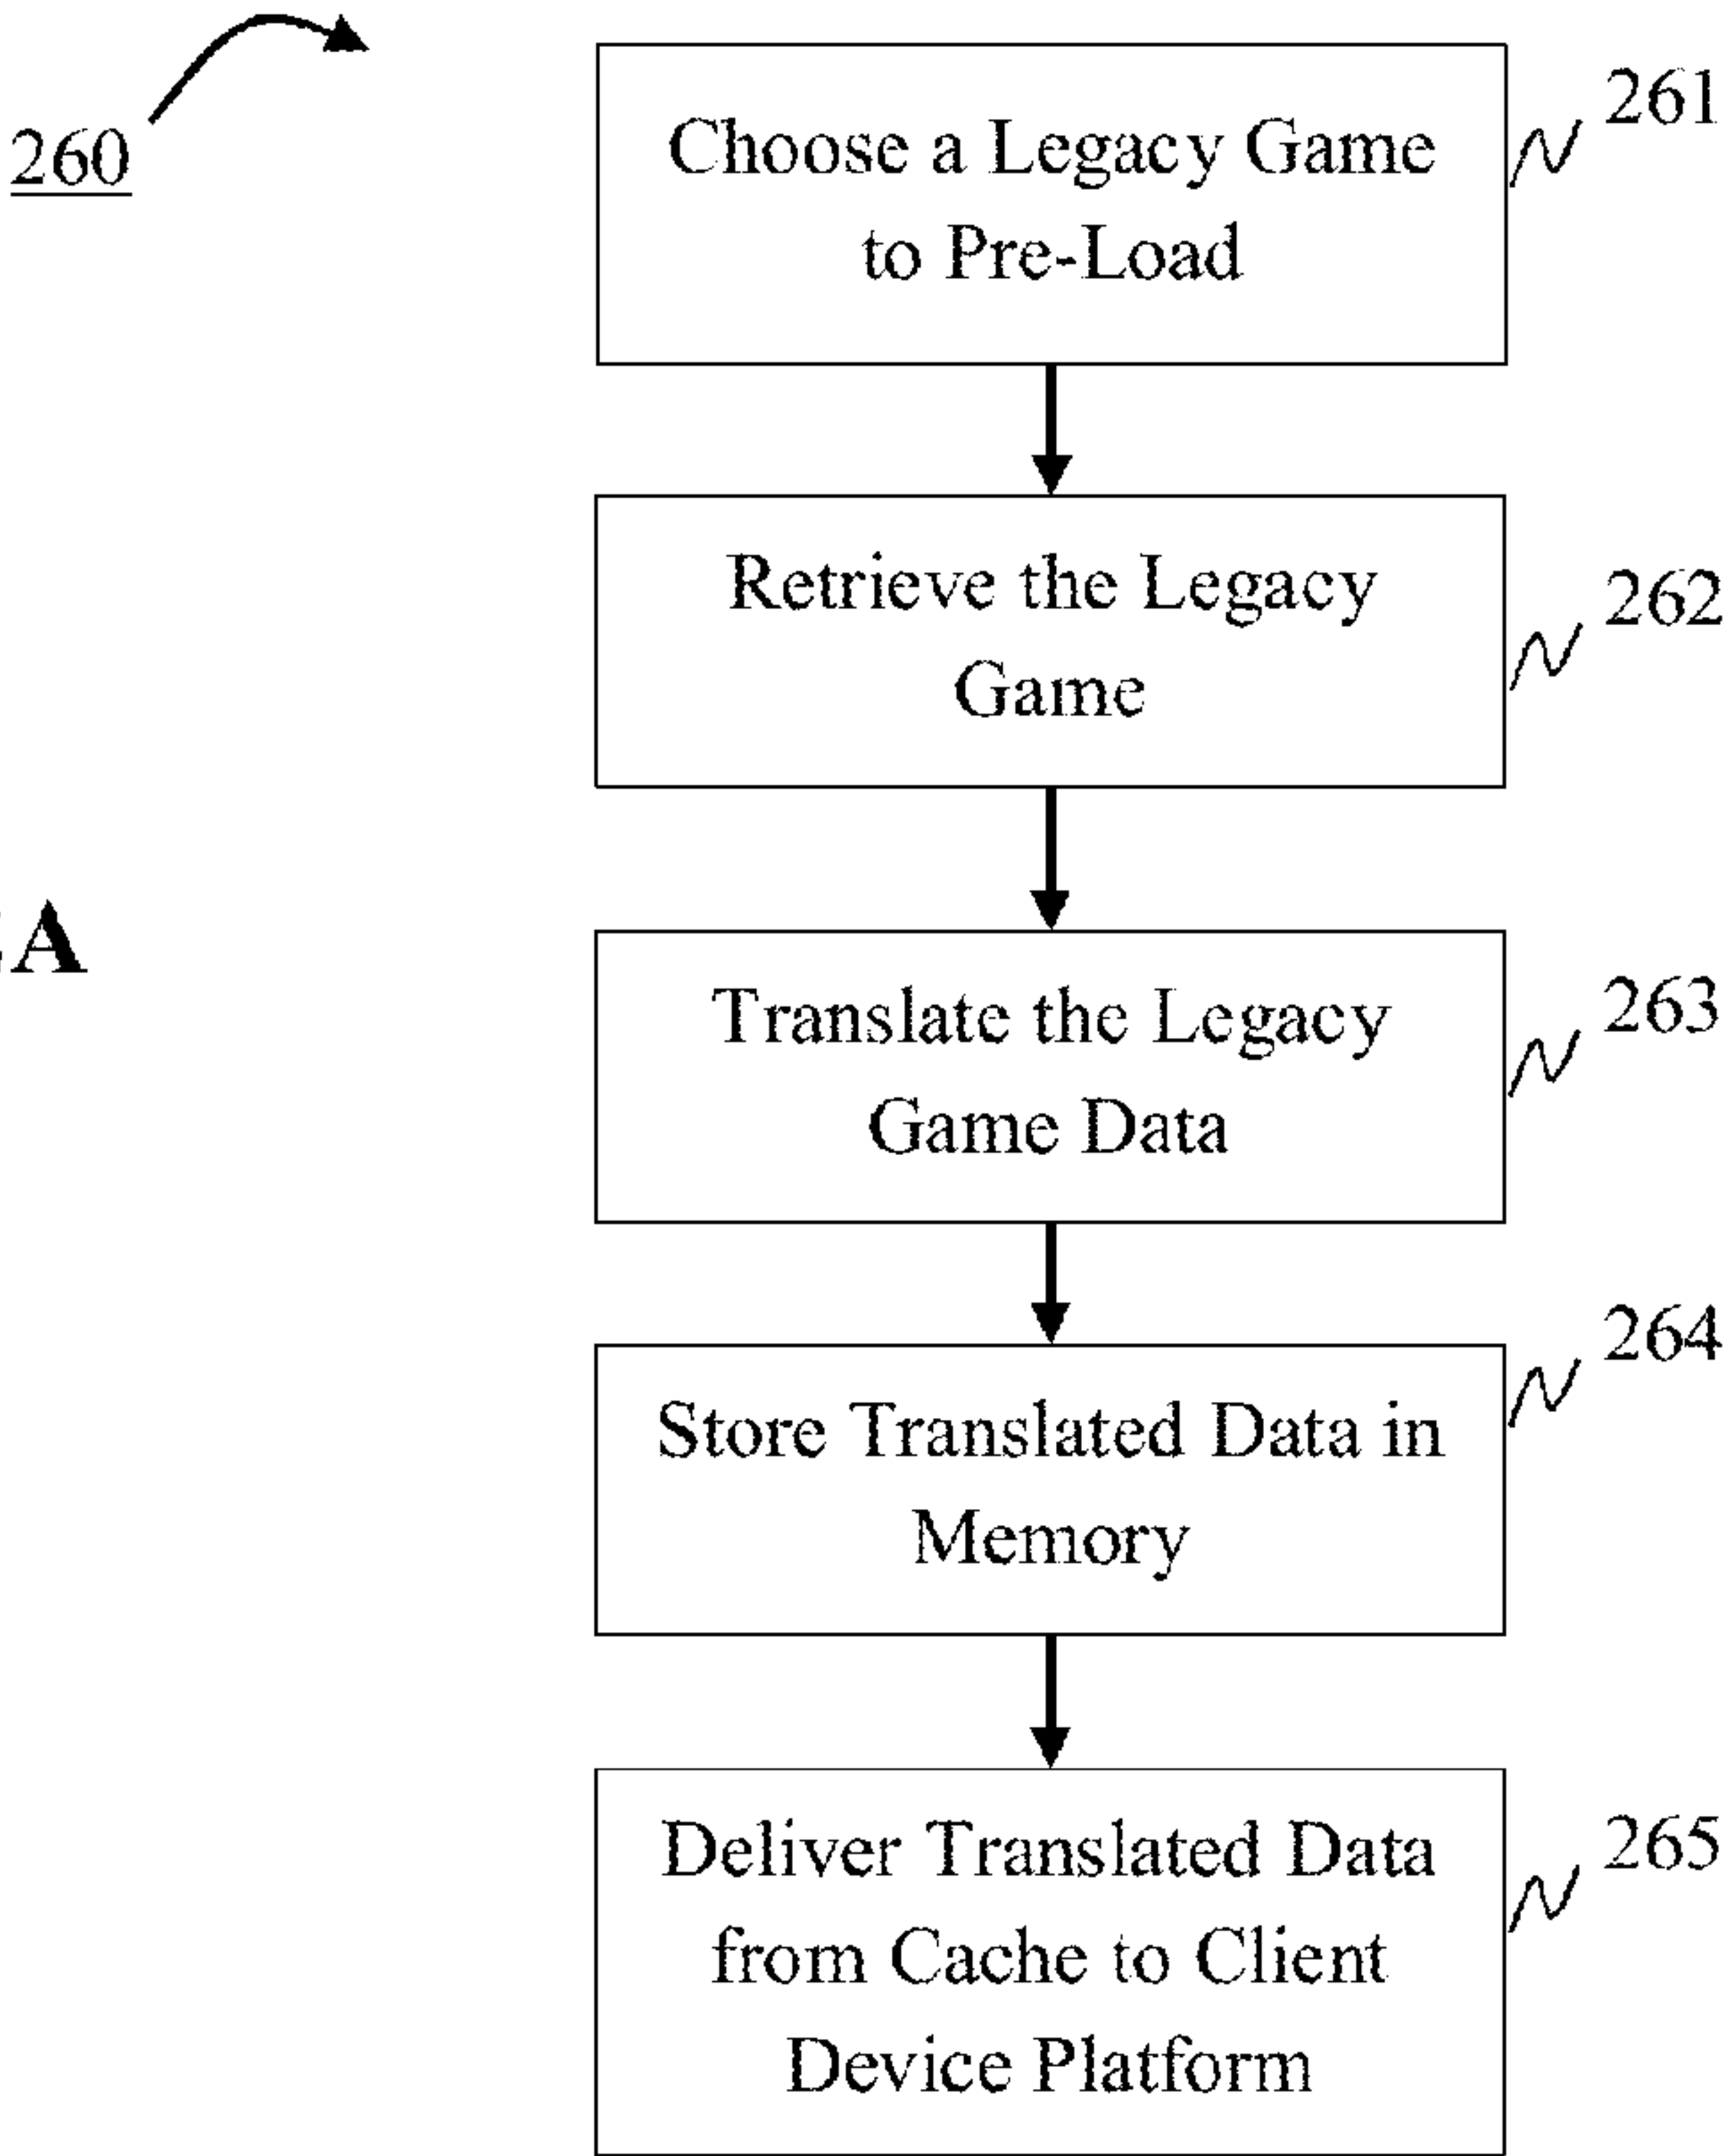 260
Choose a Legacy Game
to Pre-Load
261
Retrieve the Legacy
Game
262
Translate the Legacy
Game Data
263
A
Store Translated Data in
Memory
264
Deliver Translated Data
from Cache to Client
Device Platform
265